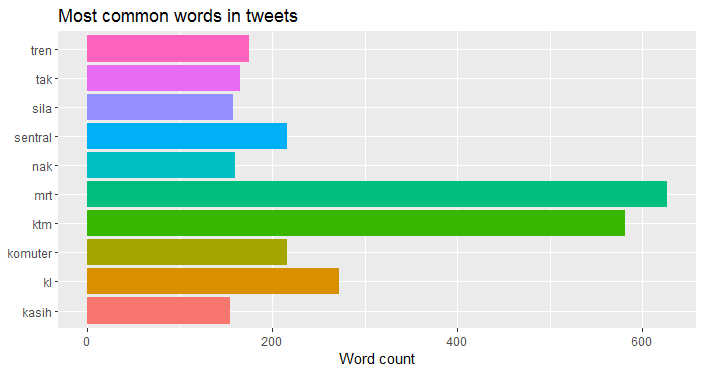 Most common words in tweets
tren
tak
sila
sentral
nak
mrt
ktm
komuter
kl
kasih
0 200 400 600
Word count